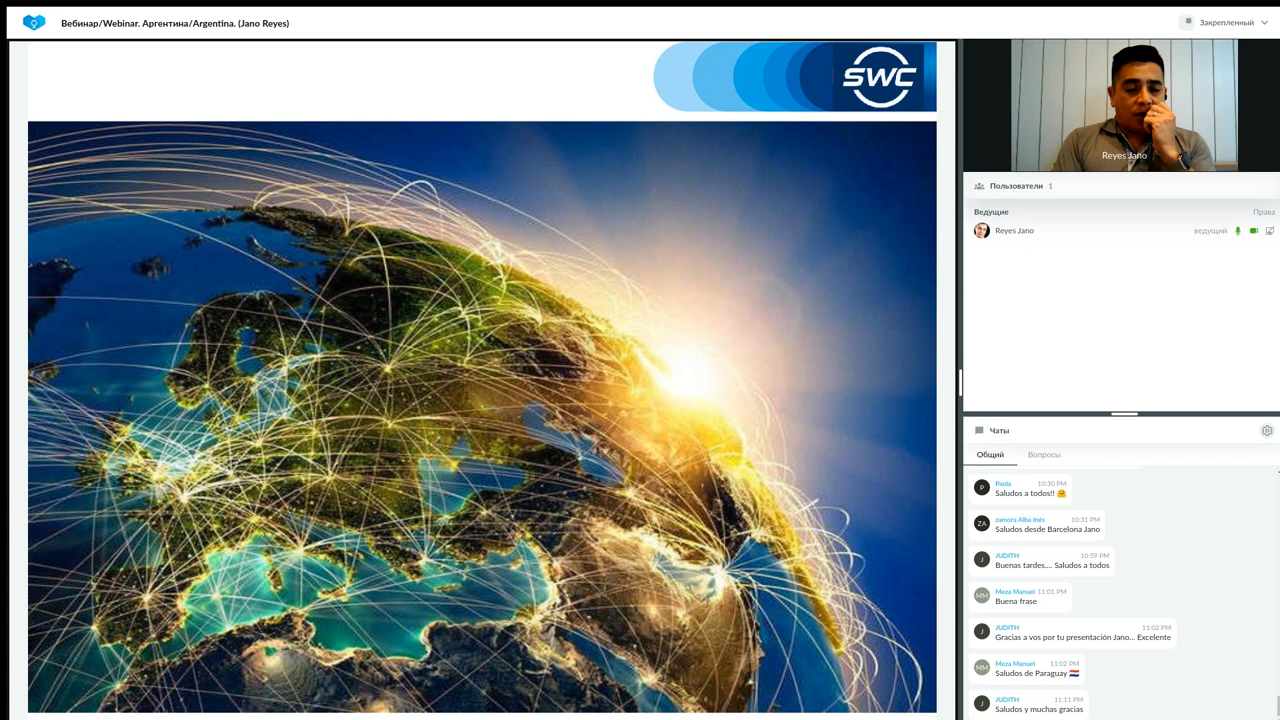 Вебинар/Webinar. Аргентина/Argentina. (Jano Reyes)
Закрепленный
SWC
Reyes Jano
Пользователи 1
Ведущие Права
Reyes Jano ведущий
Чаты
Общий Вопросы
P Paola 10:30 PM
Saludos a todos!! 🤗
ZA zamora Alba Inés 10:31 PM
Saludos desde Barcelona Jano
J JUDITH 10:59 PM
Buenas tardes.... Saludos a todos
MM Meza Manuel 11:01 PM
Buena frase
J JUDITH 11:02 PM
Gracias a vos por tu presentación Jano... Excelente
MM Meza Manuel 11:02 PM
Saludos de Paraguay 🇵🇾
J JUDITH 11:11 PM
Saludos y muchas gracias